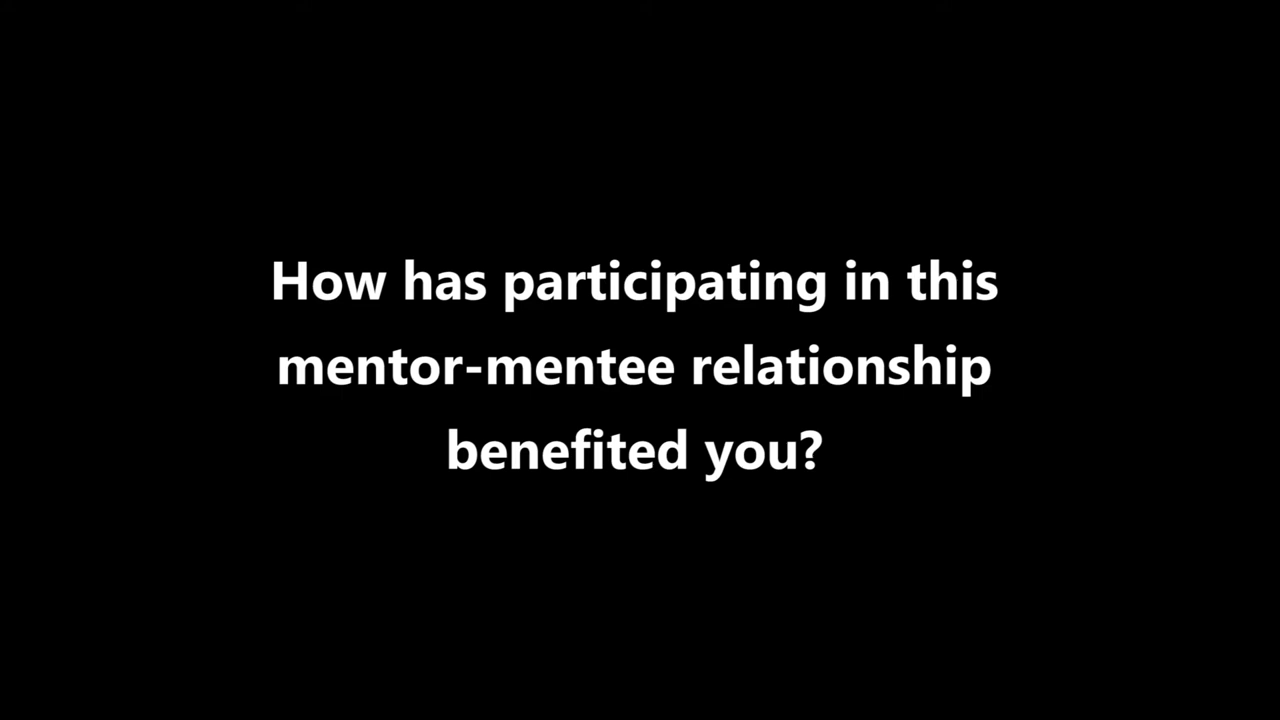 How has participating in this
mentor-mentee relationship
benefited you?